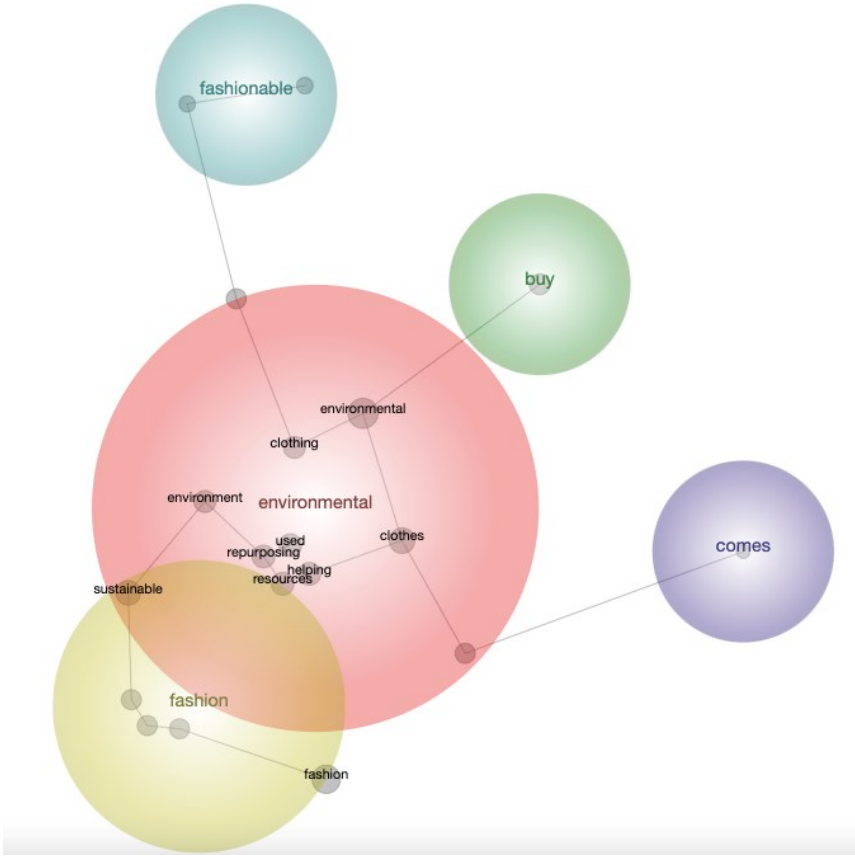 fashionable
buy
environmental
clothing
environment
environmental
clothes
used
repurposing
helping
resources
comes
sustainable
fashion
fashion